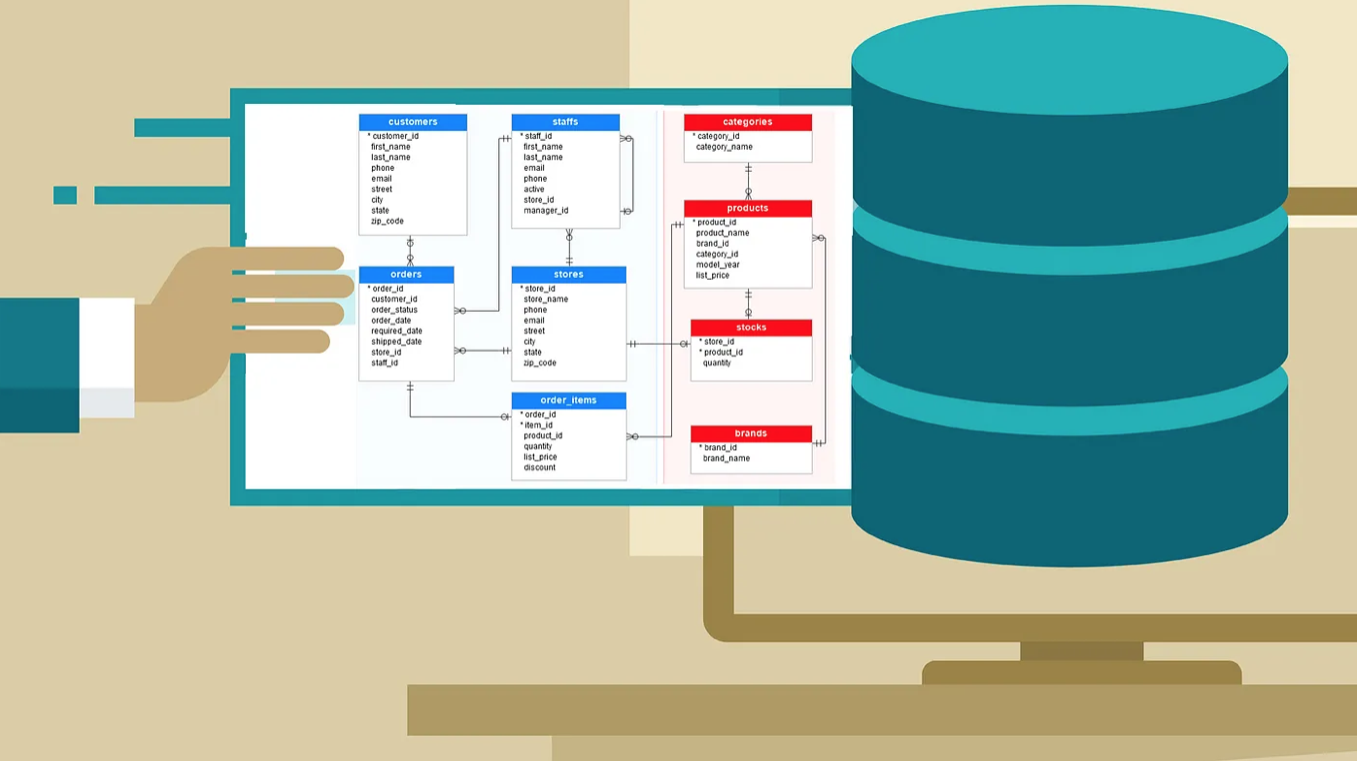 customers
* customer_id
first_name
last_name
phone
email
street
city
state
zip_code
orders
* order_id
customer_id
order_status
order_date
required_date
shipped_date
store_id
staff_id
staffs
* staff_id
first_name
last_name
email
phone
active
store_id
manager_id
stores
* store_id
store_name
phone
email
street
city
state
zip_code
order_items
* order_id
* item_id
product_id
quantity
list_price
discount
categories
* category_id
category_name
products
* product_id
product_name
brand_id
category_id
model_year
list_price
stocks
* store_id
* product_id
quantity
brands
* brand_id
brand_name